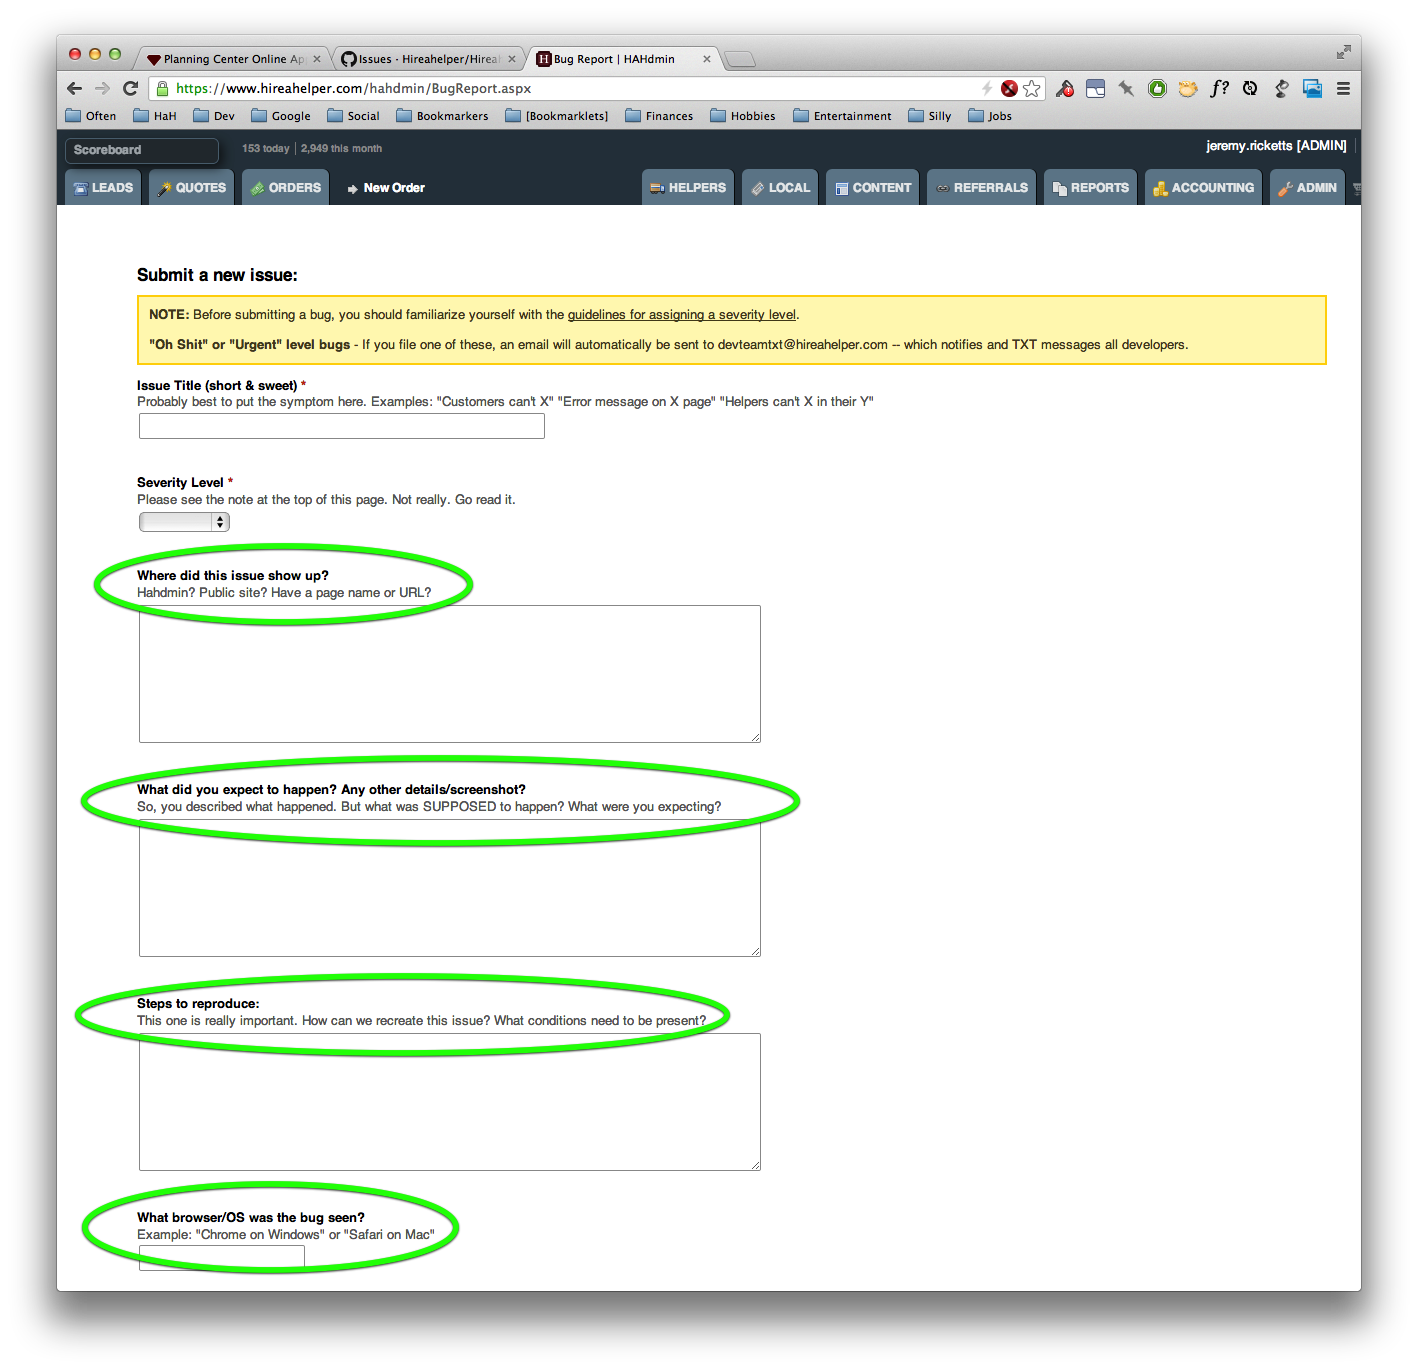 Planning Center Online Ap
Issues · Hireahelper/Hireal
Bug Report | HAHdmin
https://www.hireahelper.com/hahdmin/BugReport.aspx
Often HaH Dev Google Social Bookmarkers [Bookmarklets] Finances Hobbies Entertainment Silly Jobs
Scoreboard 153 today | 2,949 this month jeremy.ricketts [ADMIN]
LEADS QUOTES ORDERS New Order HELPERS LOCAL CONTENT REFERRALS REPORTS ACCOUNTING ADMIN
Submit a new issue:
NOTE: Before submitting a bug, you should familiarize yourself with the guidelines for assigning a severity level.
"Oh Shit" or "Urgent" level bugs - If you file one of these, an email will automatically be sent to devteamtxt@hireahelper.com -- which notifies and TXT messages all developers.
Issue Title (short & sweet) *
Probably best to put the symptom here. Examples: "Customers can't X" "Error message on X page" "Helpers can't X in their Y"
Severity Level *
Please see the note at the top of this page. Not really. Go read it.
Where did this issue show up?
Hahdmin? Public site? Have a page name or URL?
What did you expect to happen? Any other details/screenshot?
So, you described what happened. But what was SUPPOSED to happen? What were you expecting?
Steps to reproduce:
This one is really important. How can we recreate this issue? What conditions need to be present?
What browser/OS was the bug seen?
Example: "Chrome on Windows" or "Safari on Mac"